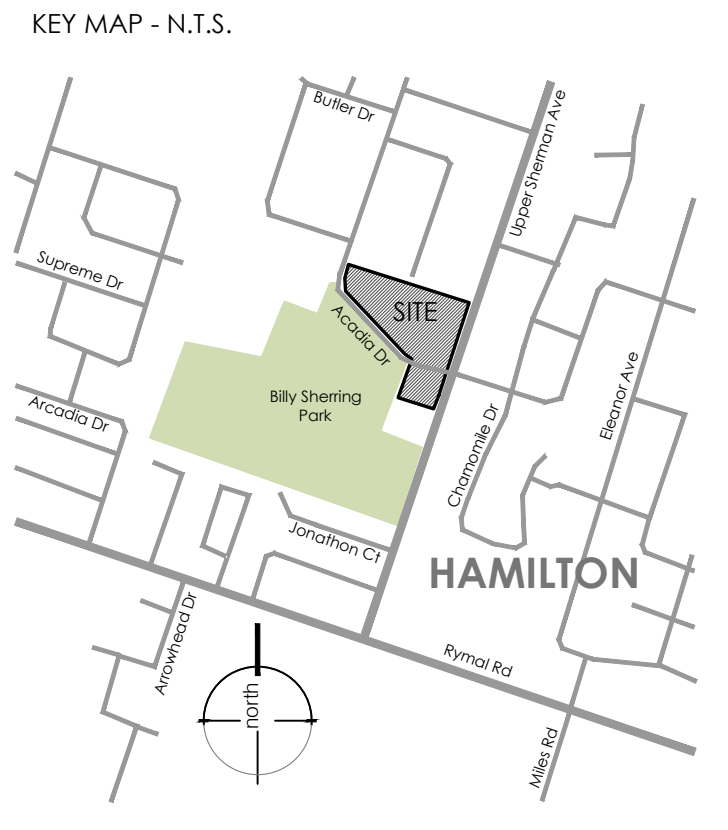 KEY MAP - N.T.S.
Butler Dr
Upper Sherman Ave
Supreme Dr
SITE
Acadia Dr
Billy Sherring
Park
Eleanor Ave
Arcadia Dr
Chamomile Dr
Jonathon Ct
HAMILTON
Arrowhead Dr
Rymal Rd
north
Miles Rd